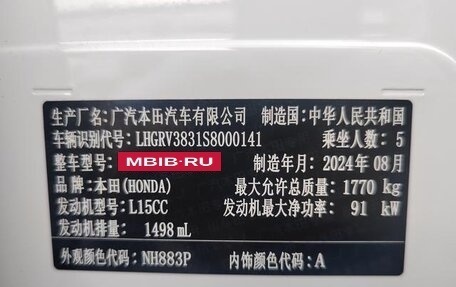 生产厂厂:广汽本田汽车有限公司 制造国:中华人民共和国
车辆识别代号:LHGRV3831S8000141 乘坐人数:5
整车型号: MBIB.RU 制造年月:2024年08月
品牌:本田(HONDA) 最大允许总质量:1770 kg
发动机型号:L15CC 发动机最大净功率: 91 kW
发动机排量: 1498 mL
外观颜色代码:NH883P 内饰颜色代码:A